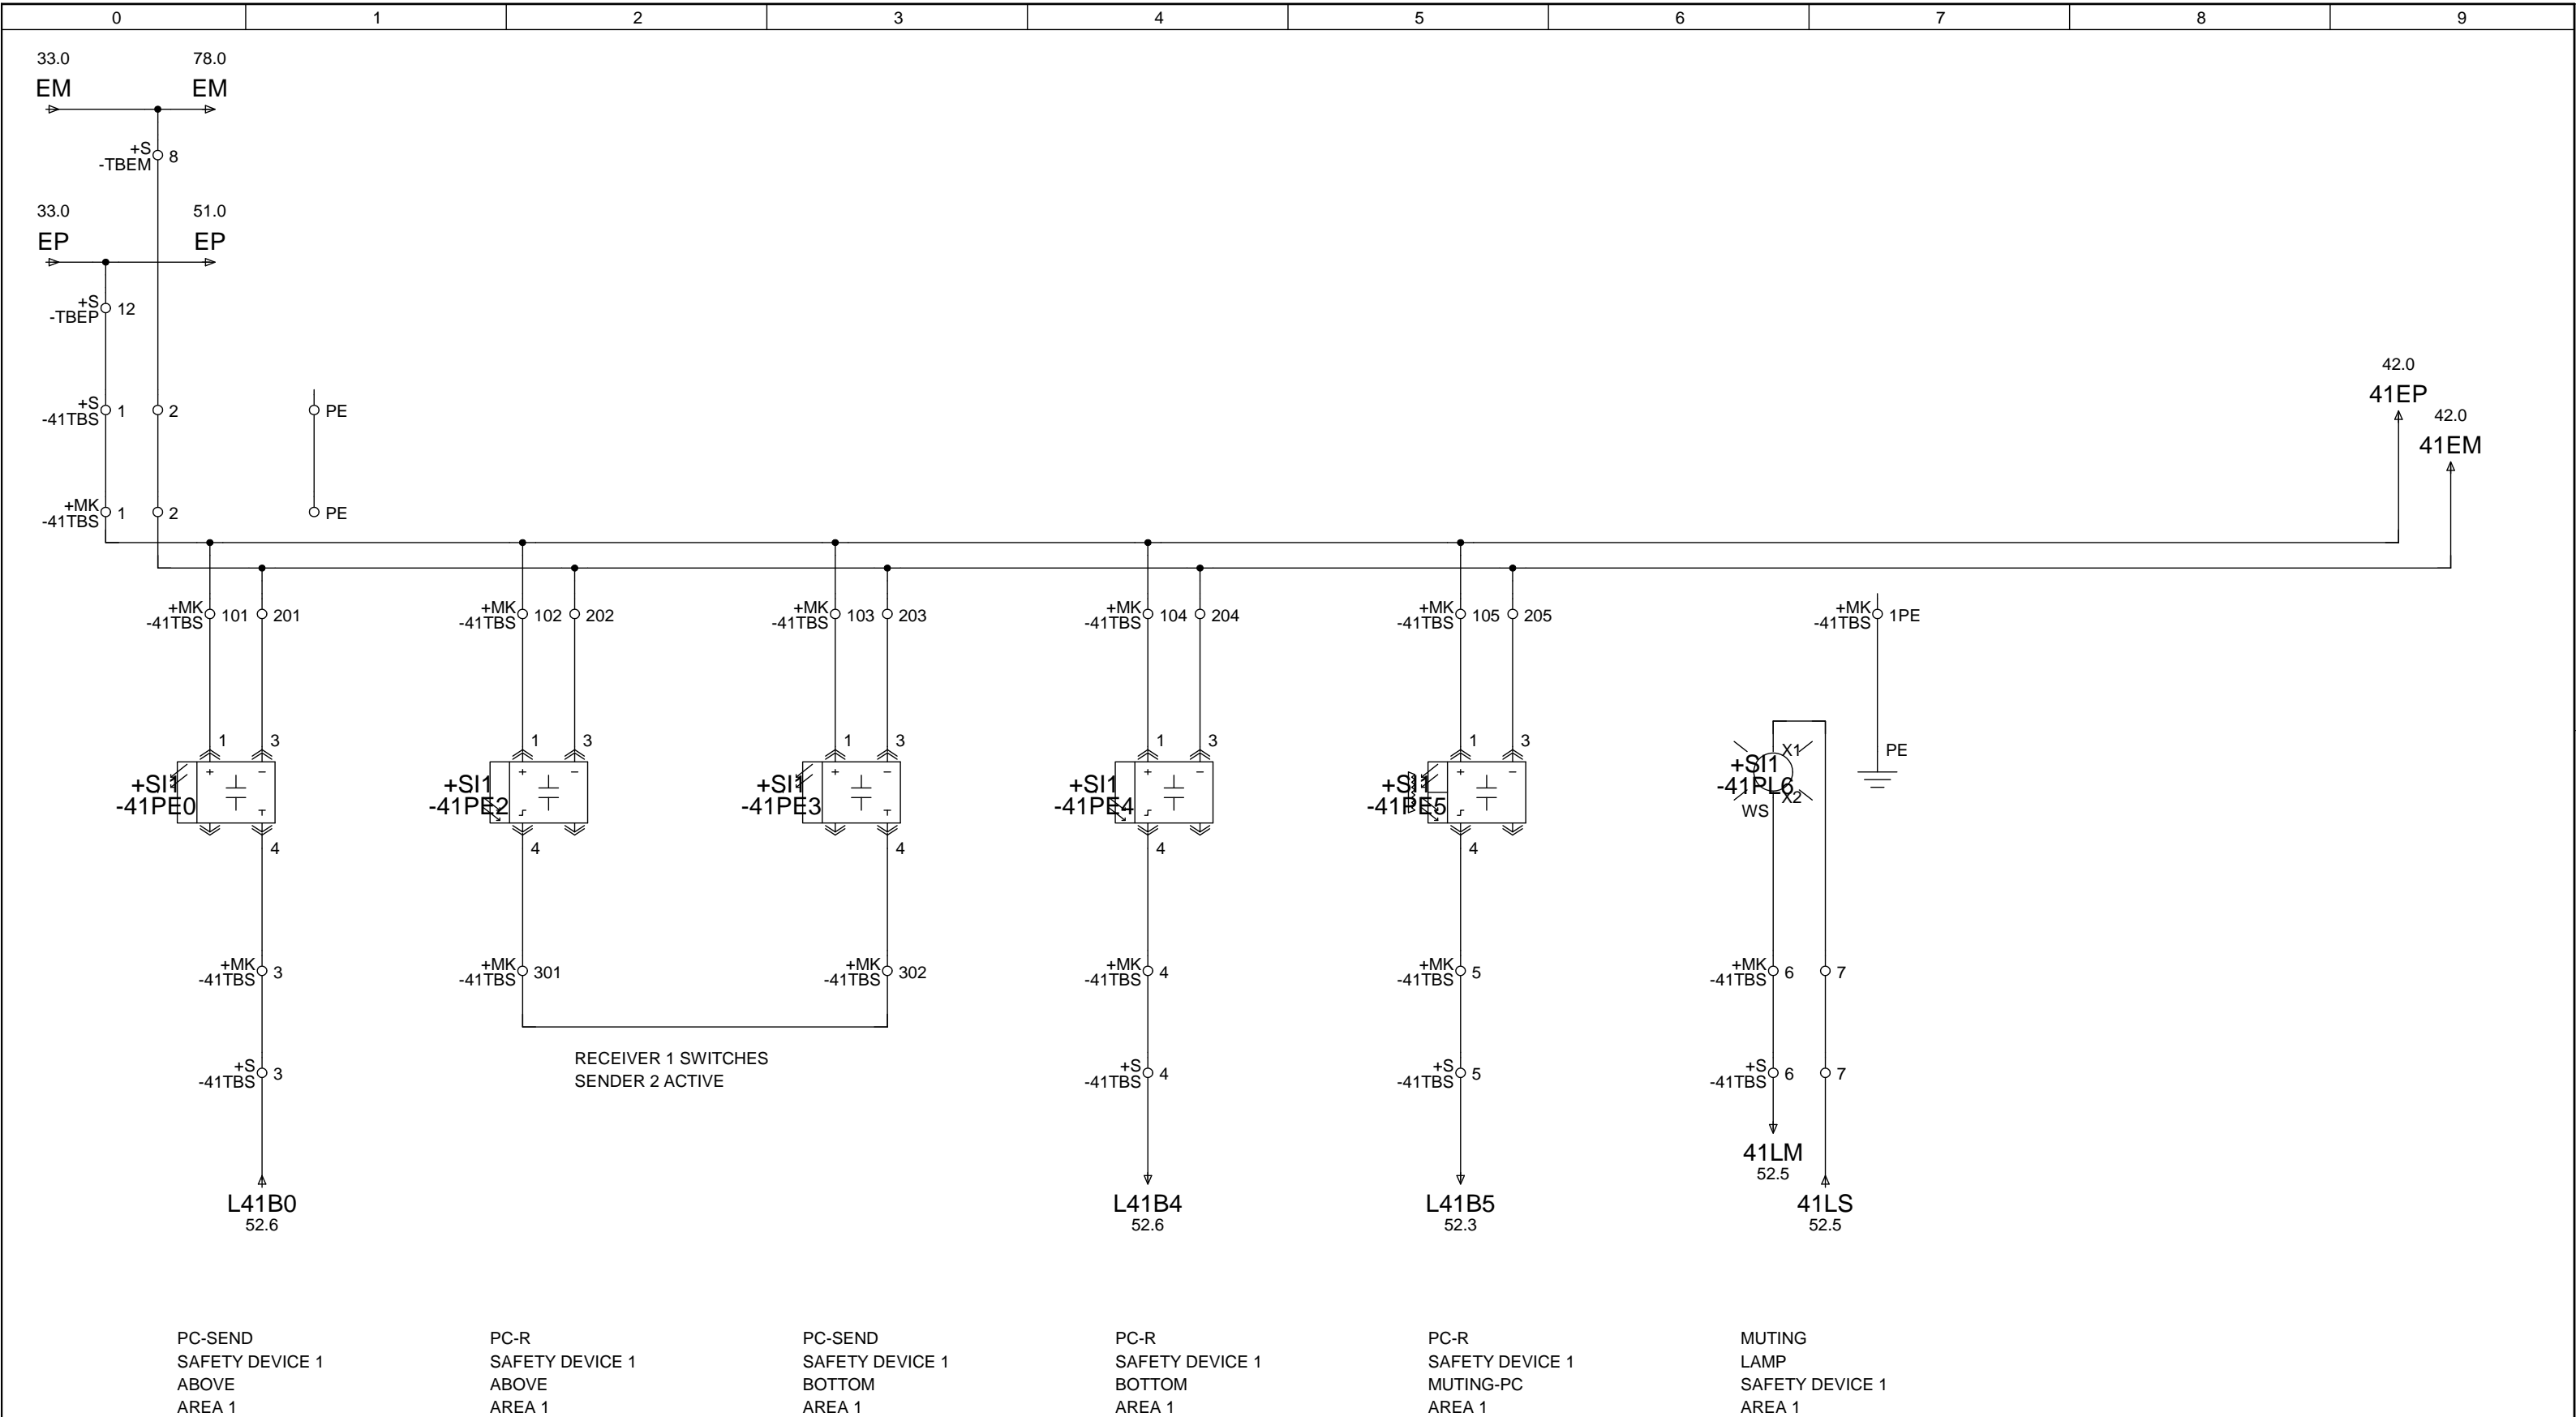 0 1 2 3 4 5 6 7 8 9
33.0 78.0
EM EM
+S
-TBEM 8
33.0 51.0
EP EP
+S
-TBEP 12
42.0
41EP
42.0
41EM
+S
-41TBS 1 2 PE
+MK
-41TBS 1 2 PE
+MK
-41TBS 101 201
+MK
-41TBS 102 202
+MK
-41TBS 103 203
+MK
-41TBS 104 204
+MK
-41TBS 105 205
+MK
-41TBS 1PE
1 3 1 3 1 3 1 3 1 3
+SI1
-41PE0
+ −
4
+SI1
-41PE2
+ −
4
+SI1
-41PE3
+ −
4
+SI1
-41PE4
+ −
4
+SI1
-41PE5
+ −
4
X1
+SI1
-41PL6
X2
WS
PE
+MK
-41TBS 3
+MK
-41TBS 301
+MK
-41TBS 302
+MK
-41TBS 4
+MK
-41TBS 5
+MK
-41TBS 6 7
RECEIVER 1 SWITCHES
SENDER 2 ACTIVE
+S
-41TBS 3
+S
-41TBS 4
+S
-41TBS 5
+S
-41TBS 6 7
41LM
52.5
L41B0
52.6
L41B4
52.6
L41B5
52.3
41LS
52.5
PC-SEND
SAFETY DEVICE 1
ABOVE
AREA 1
PC-R
SAFETY DEVICE 1
ABOVE
AREA 1
PC-SEND
SAFETY DEVICE 1
BOTTOM
AREA 1
PC-R
SAFETY DEVICE 1
BOTTOM
AREA 1
PC-R
SAFETY DEVICE 1
MUTING-PC
AREA 1
MUTING
LAMP
SAFETY DEVICE 1
AREA 1